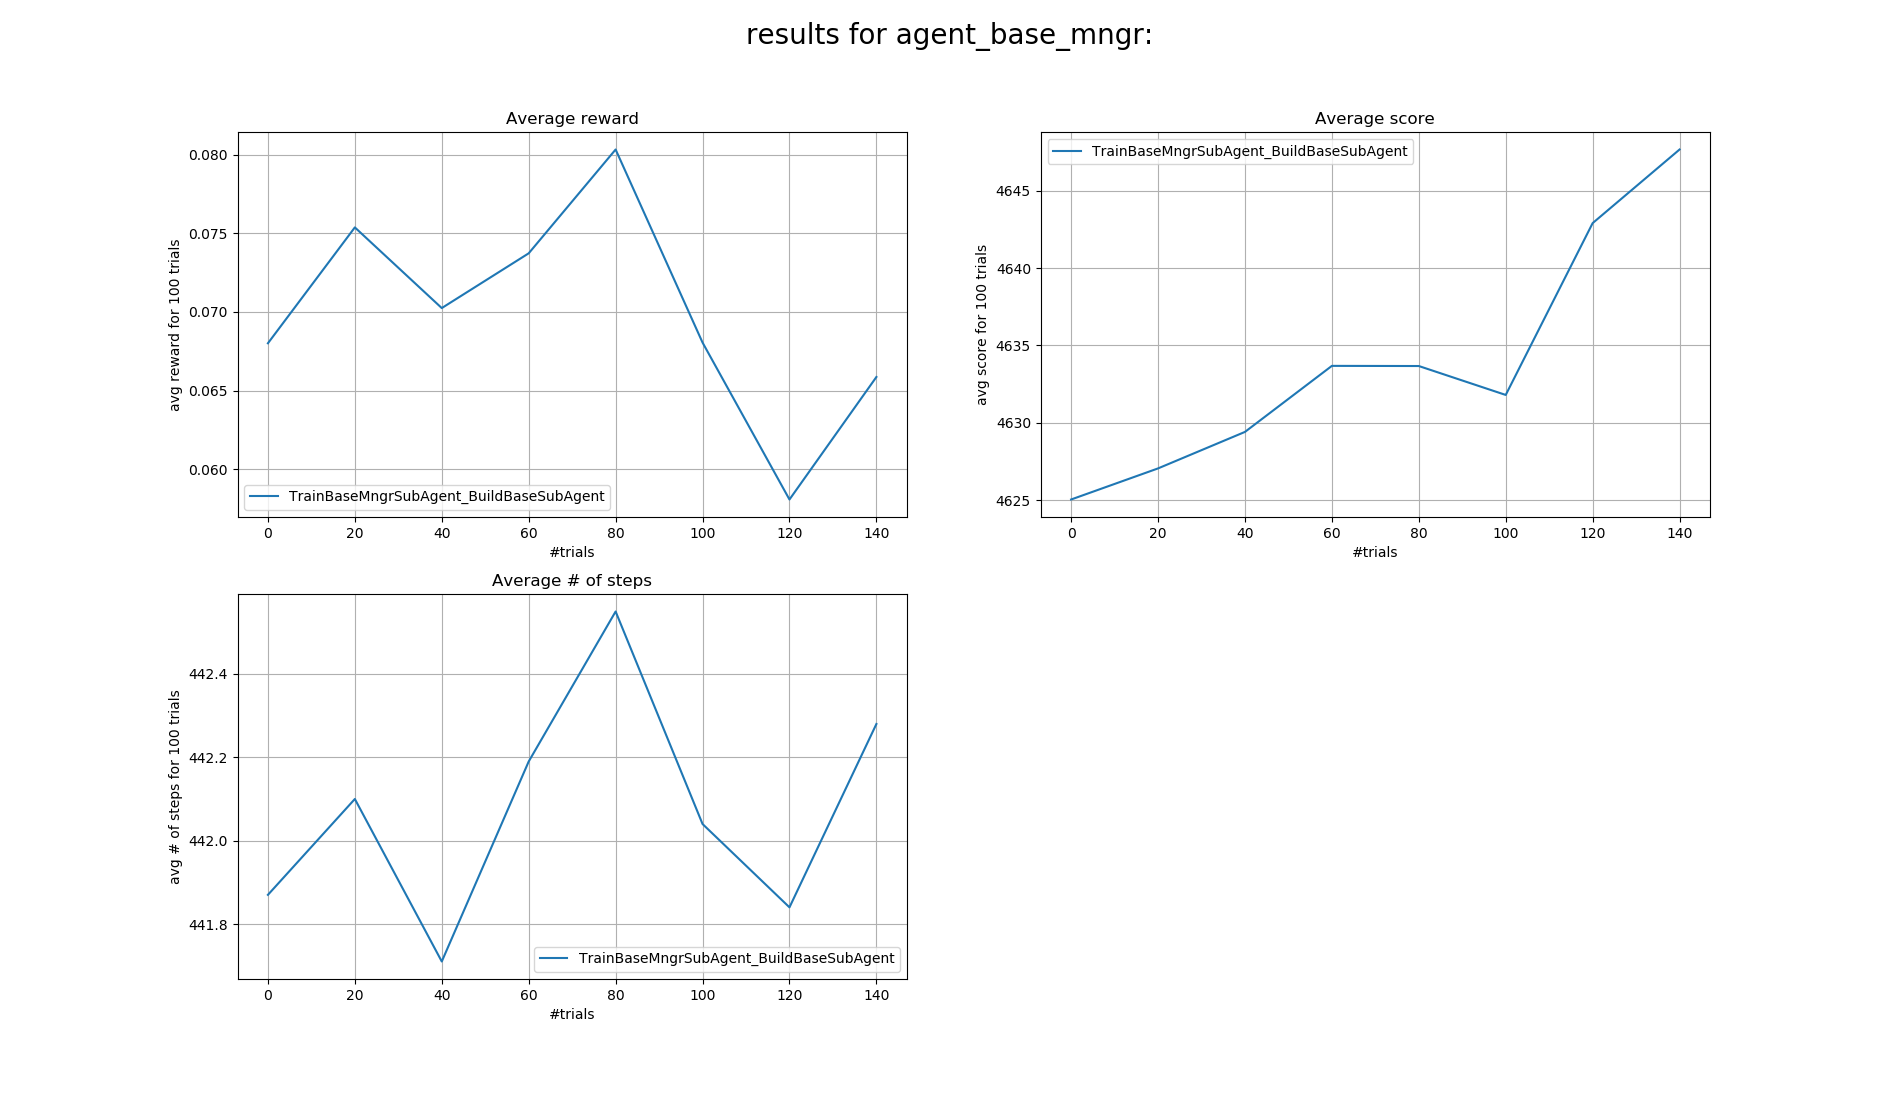 results for agent_base_mngr:
Average reward
avg reward for 100 trials
0.080
0.075
0.070
0.065
0.060
TrainBaseMngrSubAgent_BuildBaseSubAgent
0 20 40 60 80 100 120 140
#trials
Average score
avg score for 100 trials
TrainBaseMngrSubAgent_BuildBaseSubAgent
4645
4640
4635
4630
4625
0 20 40 60 80 100 120 140
#trials
Average # of steps
avg # of steps for 100 trials
442.4
442.2
442.0
441.8
TrainBaseMngrSubAgent_BuildBaseSubAgent
0 20 40 60 80 100 120 140
#trials